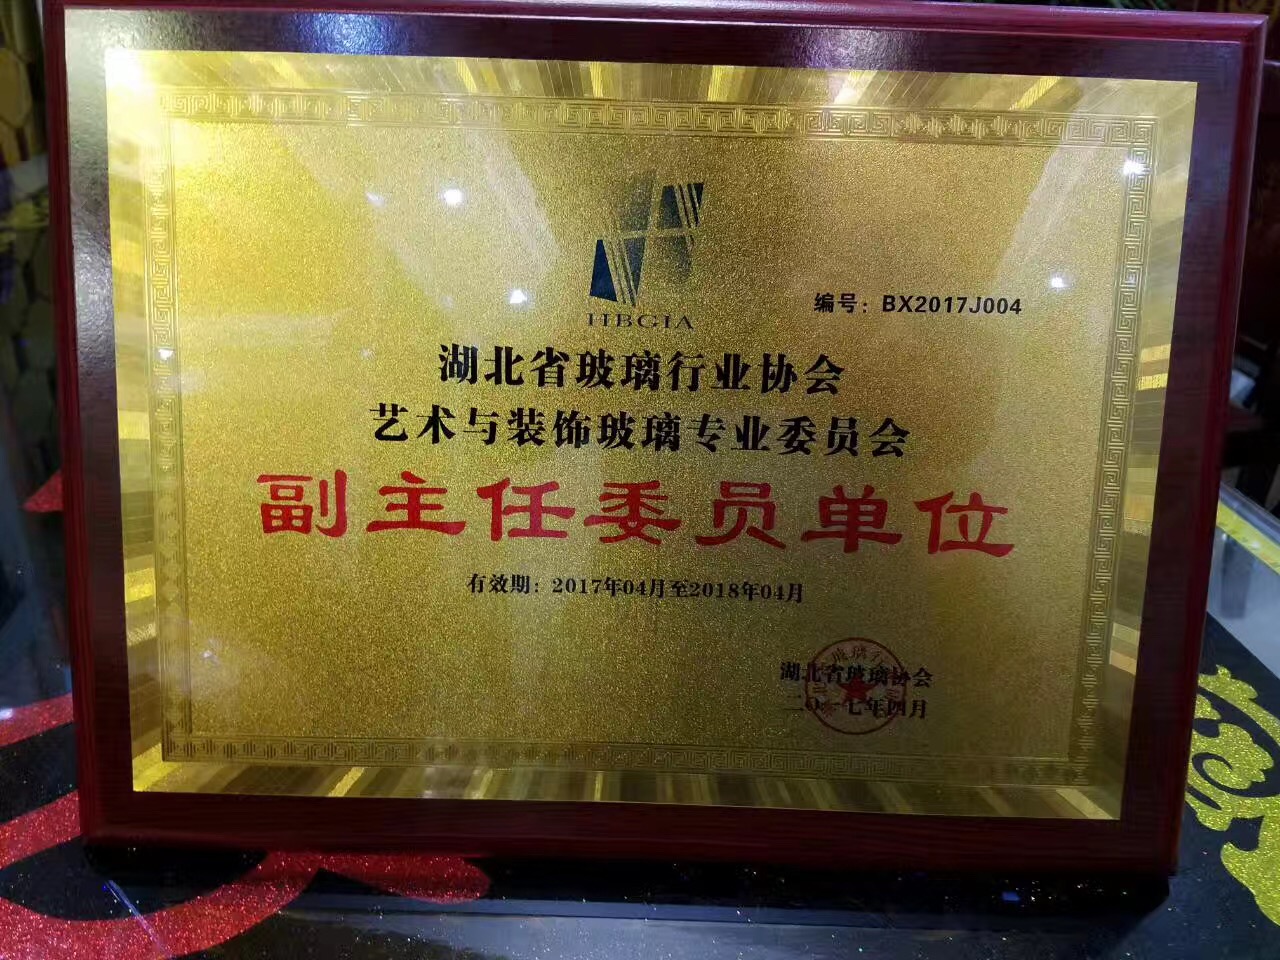 HBGIA
编号：BX2017J004
湖北省玻璃行业协会
艺术与装饰玻璃专业委员会
副主任委员单位
有效期：2017年04月至2018年04月
湖北省玻璃协会
二〇一七年四月